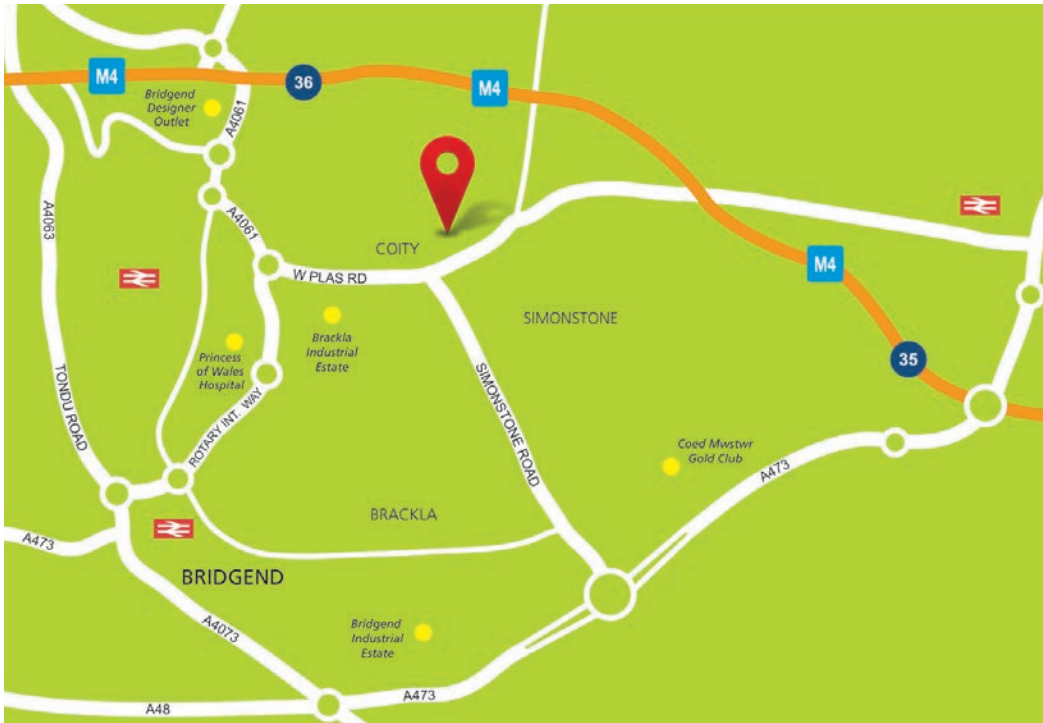 M4
36
M4
Bridgend
Designer
Outlet
A4061
A4063
A4061
COITY
W PLAS RD
M4
SIMONSTONE
Brackla
Industrial
Estate
Princess
of Wales
Hospital
35
TONDU ROAD
ROTARY INT. WAY
SIMONSTONE ROAD
Coed Mwstwr
Gold Club
A473
BRACKLA
A473
BRIDGEND
A4073
Bridgend
Industrial
Estate
A473
A48